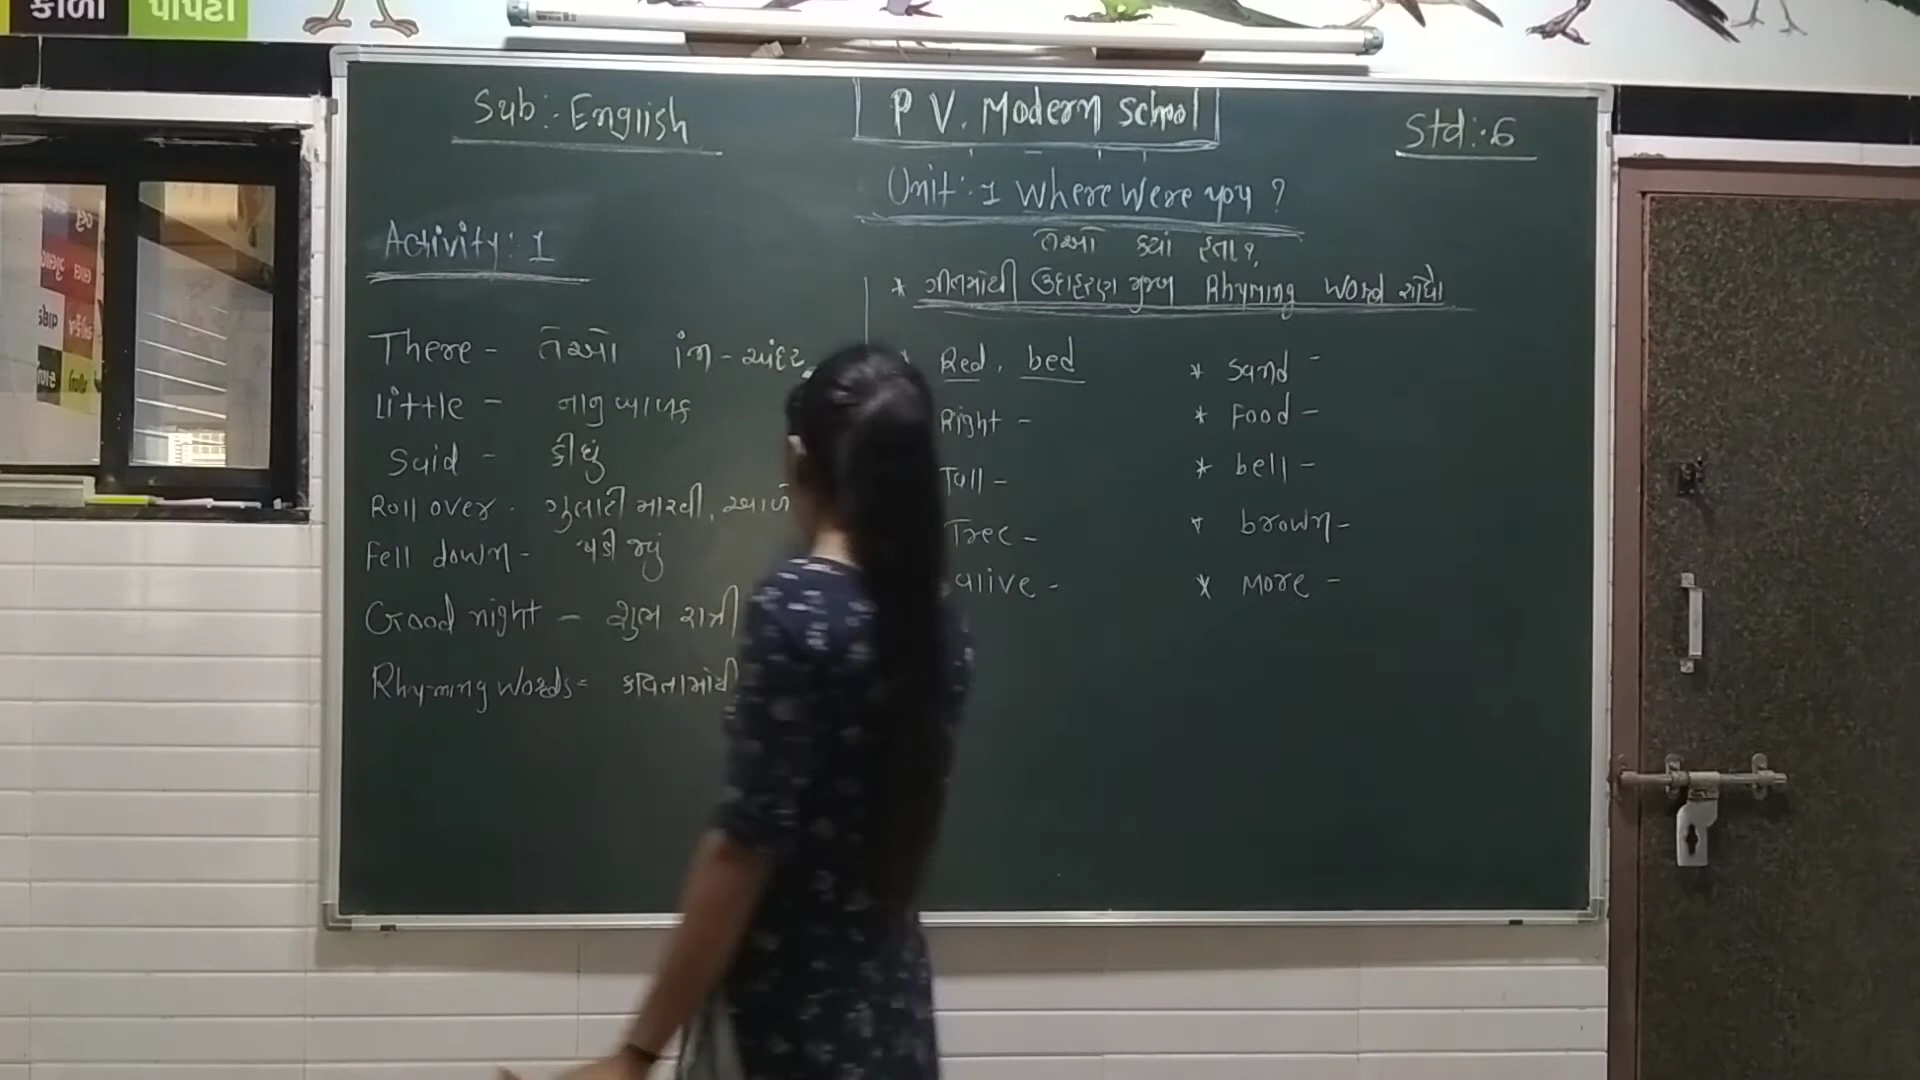 કાળો પોપટી
Sub:- English
P V. Modern School
Std:- 6
Unit:-1 Where Were you ?
તેઓ ક્યાં હતા?
Activity: 1
* ગીતમાંથી ઉદાહરણ મુજબ Rhyming Word શોધો
There - તેઓ in - અંદર
Little - નાનુ બાળક
Said - કીધું
Roll over - ગુલાટી મારવી,
Fell down - પડી જવું
Good night - શુભ રાત્રી
Rhyming words = કવિતામાંથી
Red, bed
Right -
Tall -
Tree -
alive -
* Sand -
* Food -
* bell -
* brown -
* More -